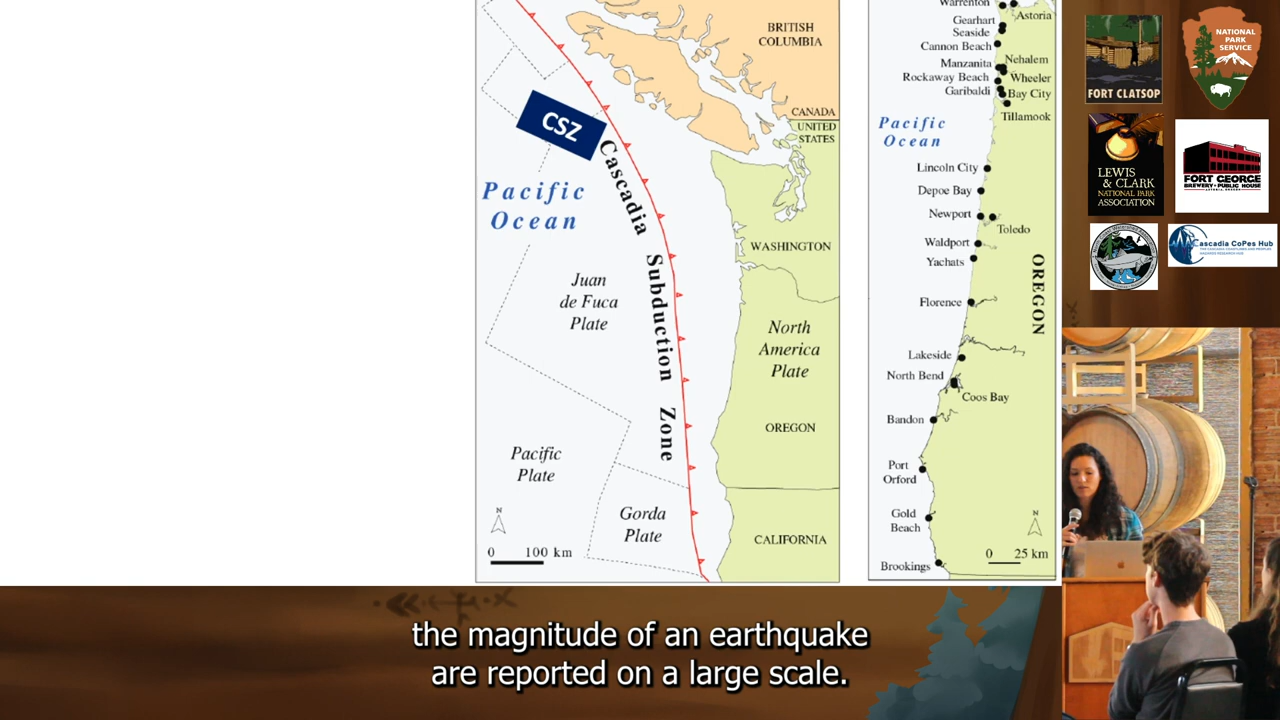 BRITISH
COLUMBIA
CANADA
UNITED
STATES
CSZ
Cascadia Subduction Zone
Pacific
Ocean
Juan
de Fuca
Plate
WASHINGTON
North
America
Plate
OREGON
Pacific
Plate
Gorda
Plate
CALIFORNIA
N
0 100 km
Warrenton
Astoria
Gearhart
Seaside
Cannon Beach
Nehalem
Manzanita
Rockaway Beach
Wheeler
Garibaldi
Bay City
Tillamook
Pacific
Ocean
Lincoln City
Depoe Bay
Newport
Toledo
Waldport
Yachats
OREGON
Florence
Lakeside
North Bend
Coos Bay
Bandon
Port
Orford
Gold
Beach
N
0 25 km
Brookings
FORT CLATSOP
NATIONAL
PARK
SERVICE
LEWIS
& CLARK
NATIONAL PARK
ASSOCIATION
FORT GEORGE
BREWERY + PUBLIC HOUSE
Cascadia CoPes Hub
the magnitude of an earthquake
are reported on a large scale.